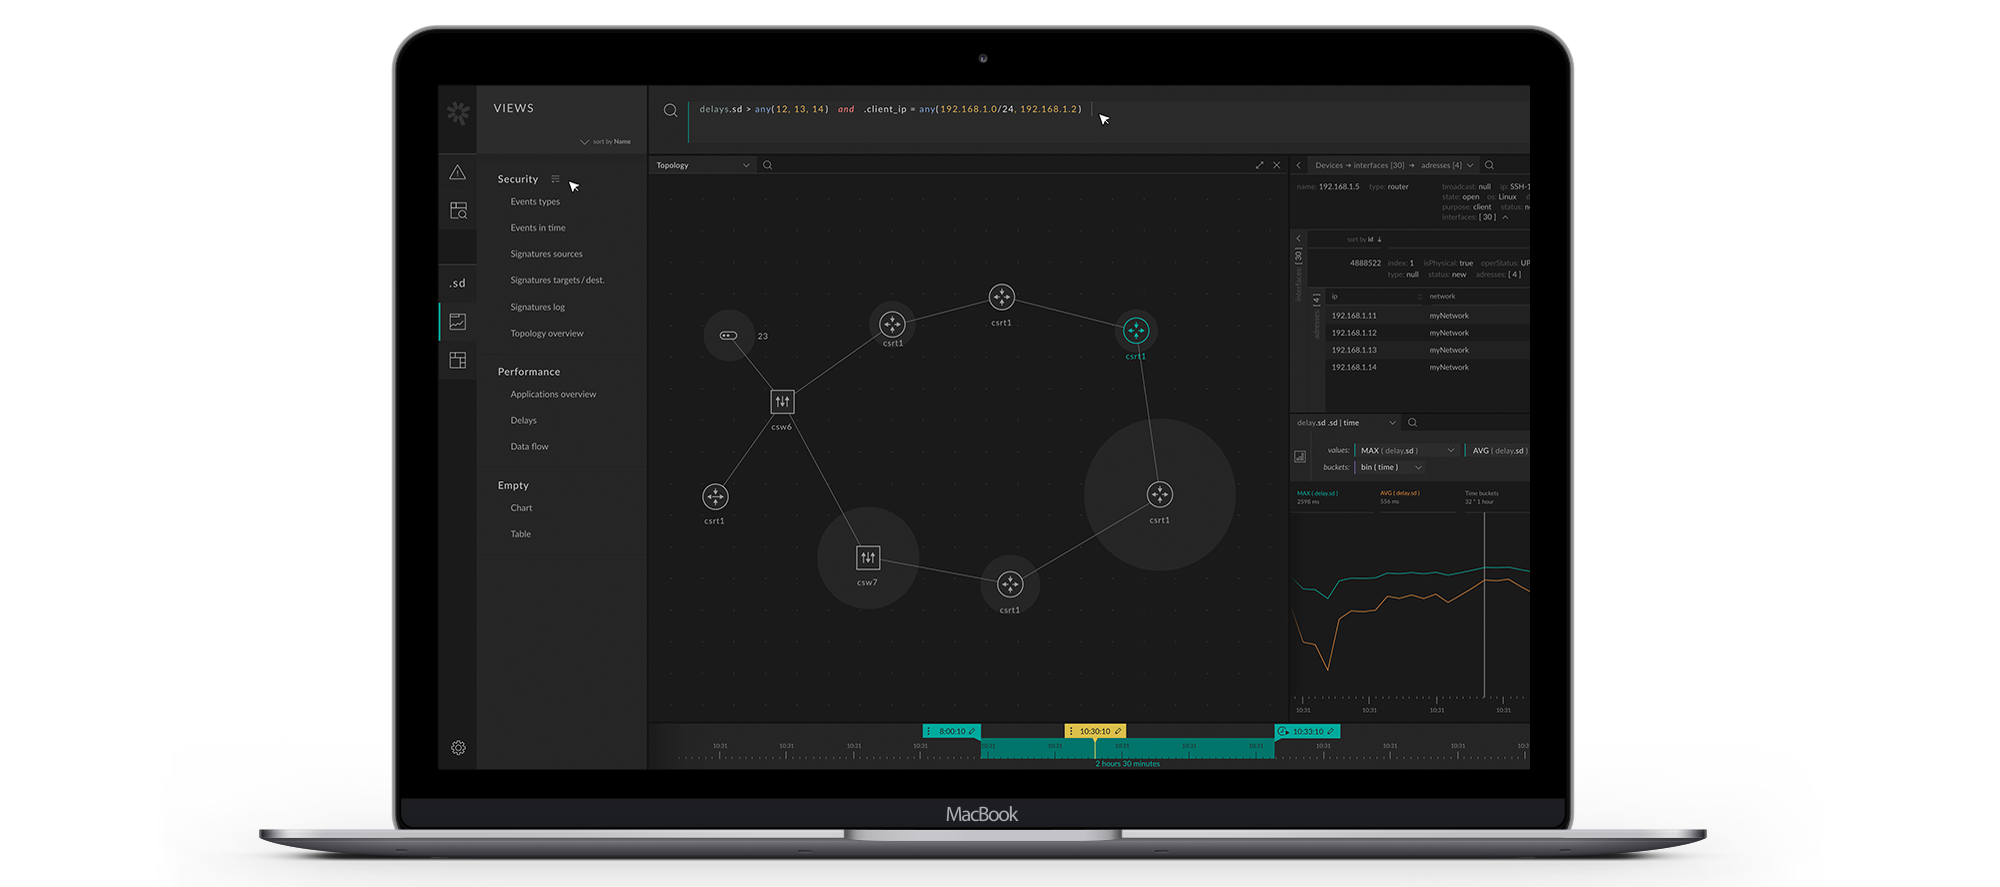 VIEWS
sort by Name
Security
Events types
Events in time
Signatures sources
Signatures targets / dest.
Signatures log
Topology overview
Performance
Applications overview
Delays
Data flow
Empty
Chart
Table
.sd
delays.sd > any(12, 13, 14) and .client_ip = any(192.168.1.0/24, 192.168.1.2)
Topology
23
csrt1
csrt1
csrt1
csw6
csrt1
csrt1
csw7
csrt1
Devices → interfaces [30] → adresses [4]
name: 192.168.1.5 type: router
broadcast: null ip: SSH-1
state: open os: Linux d
purpose: client status: n
interfaces: [ 30 ]
sort by id ↓
interfaces: [ 30 ]
4888522 index: 1 isPhysical: true operStatus: UP
type: null status: new adresses: [ 4 ]
adresses: [ 4 ]
ip network
192.168.1.11 myNetwork
192.168.1.12 myNetwork
192.168.1.13 myNetwork
192.168.1.14 myNetwork
delay.sd .sd | time
values: MAX ( delay.sd ) AVG ( delay.sd )
buckets: bin ( time )
MAX ( delay.sd ) AVG ( delay.sd ) Time buckets
2598 ms 556 ms 32 * 1 hour
10:31 10:31 10:31 10:31
8:00:10 10:30:10 10:33:10
10:31 10:31 10:31 10:31 10:31 10:31 10:31 10:31 10:31 10:31 10:31 10:31 10:3
2 hours 30 minutes
MacBook